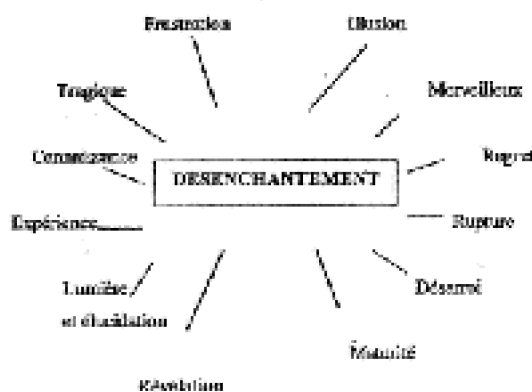 Frustration
Illusion
Tragique
Merveilleux
Connaissance
Regret
DESENCHANTEMENT
Expérience
Rupture
Lumière
et élucidation
Désarroi
Maturité
Révélation